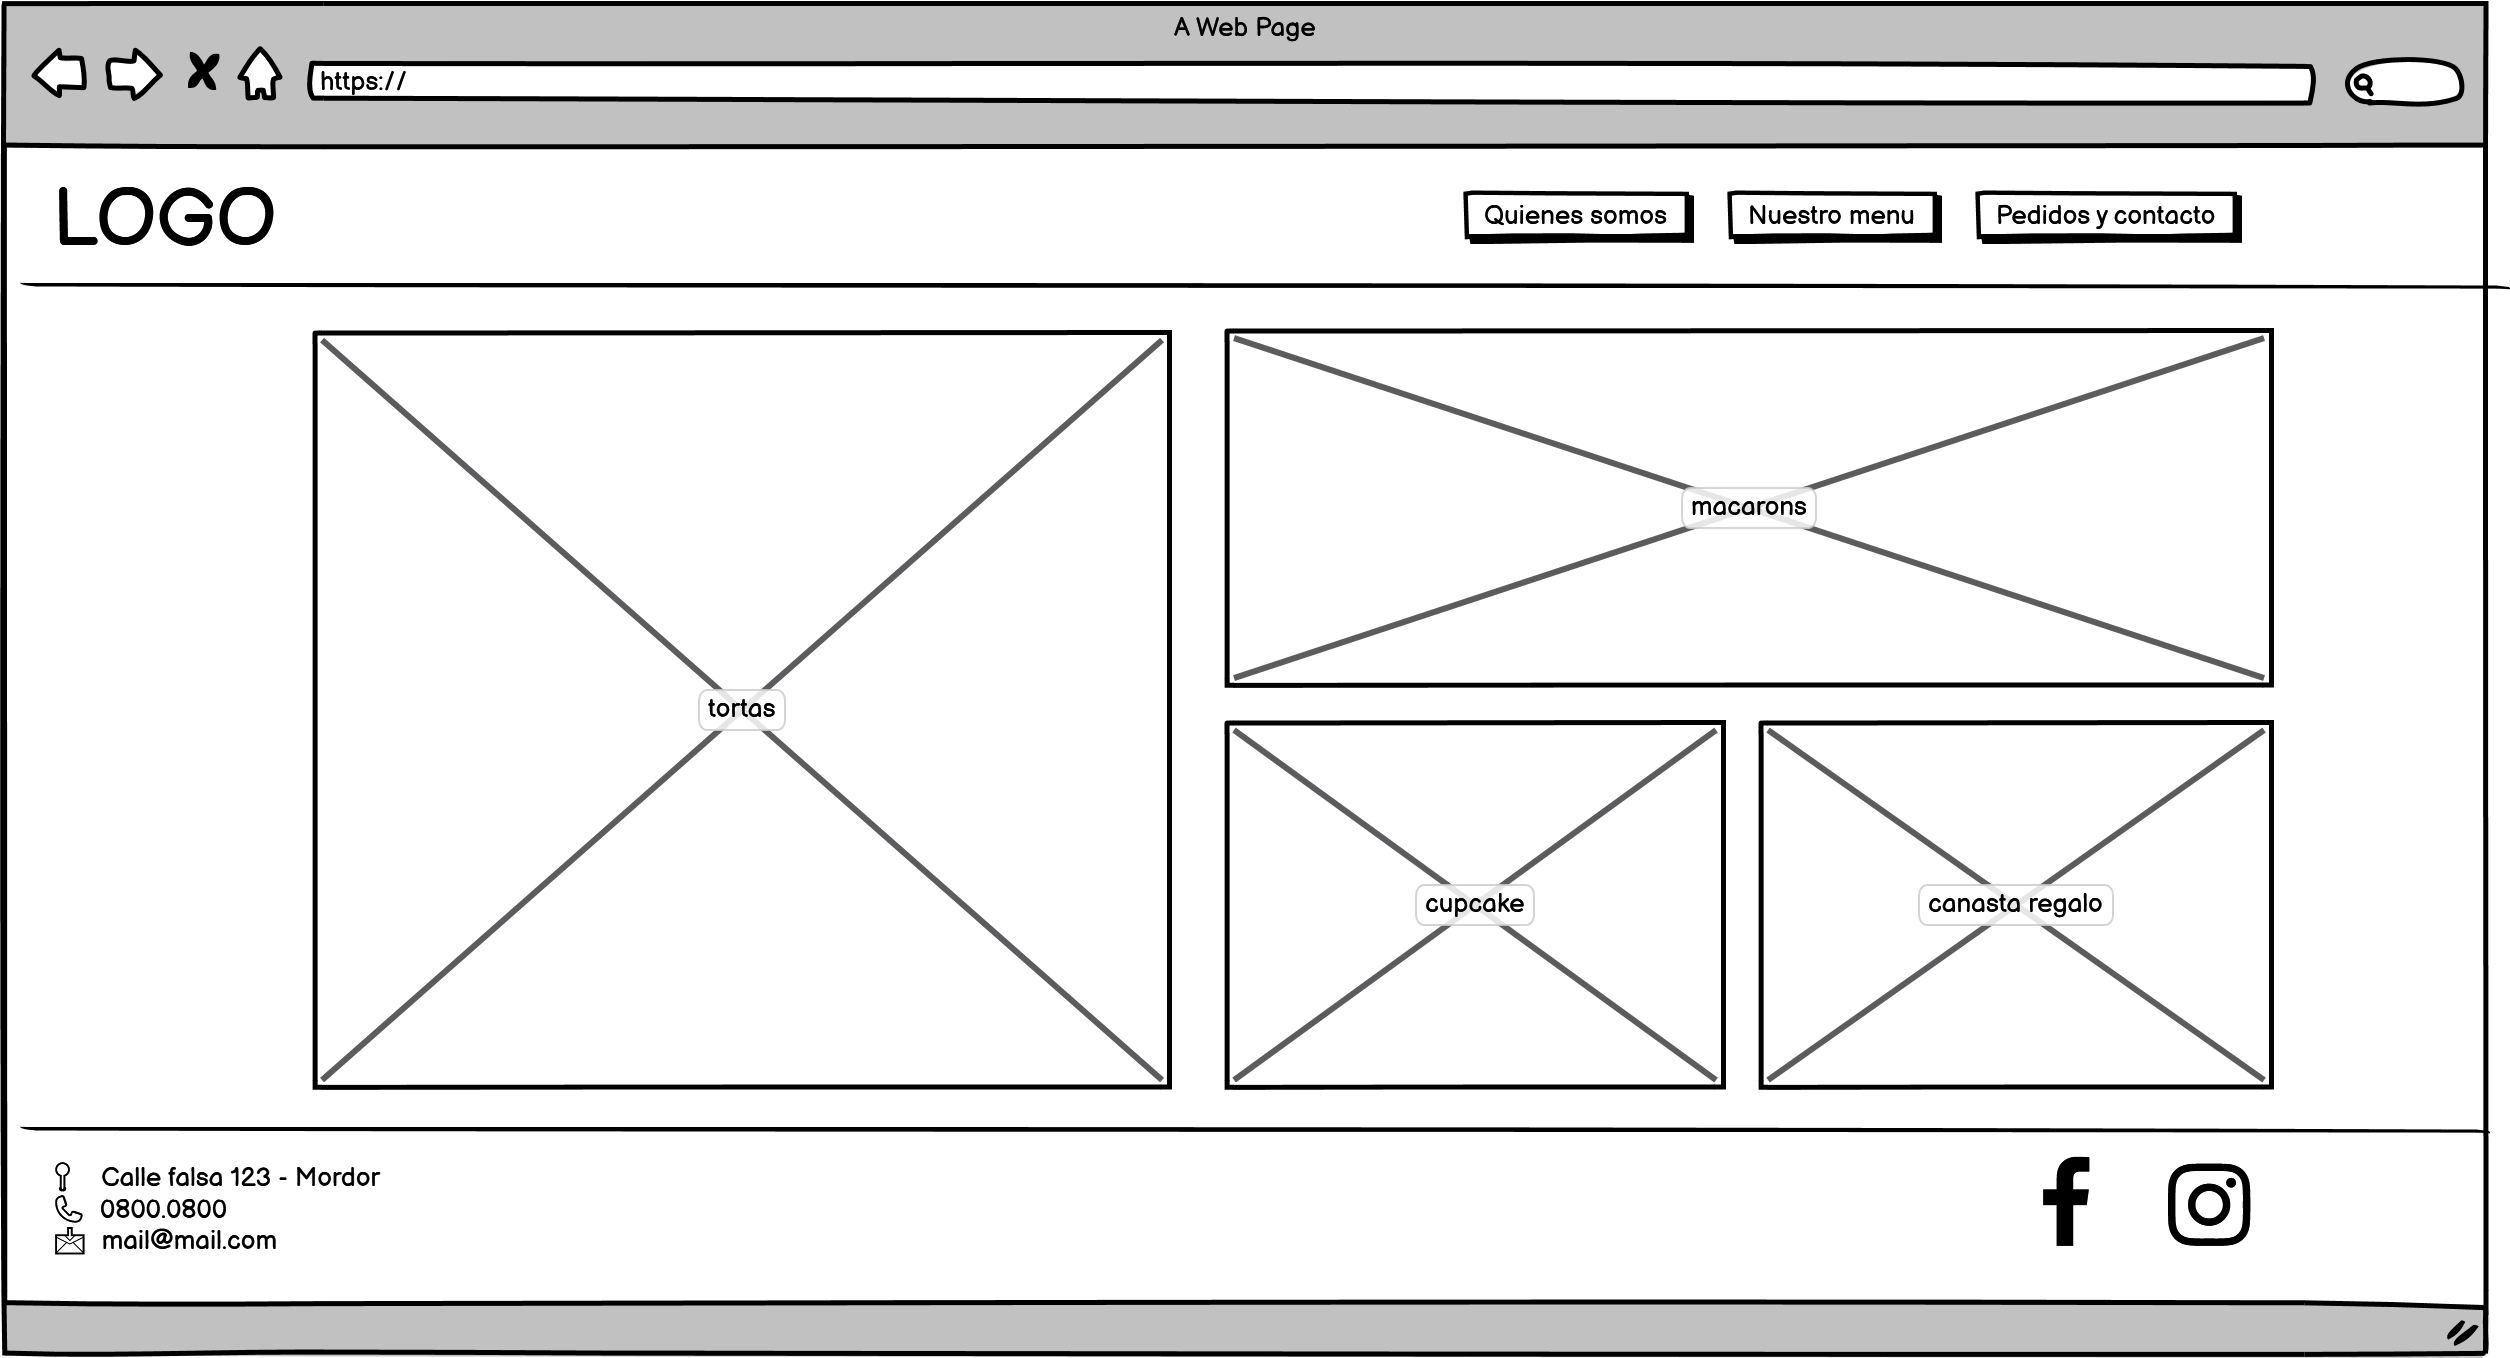 A Web Page
https://
LOGO
Quienes somos
Nuestro menu
Pedidos y contacto
macarons
tortas
cupcake
canasta regalo
Calle falsa 123 - Mordor
0800.0800
mail@mail.com